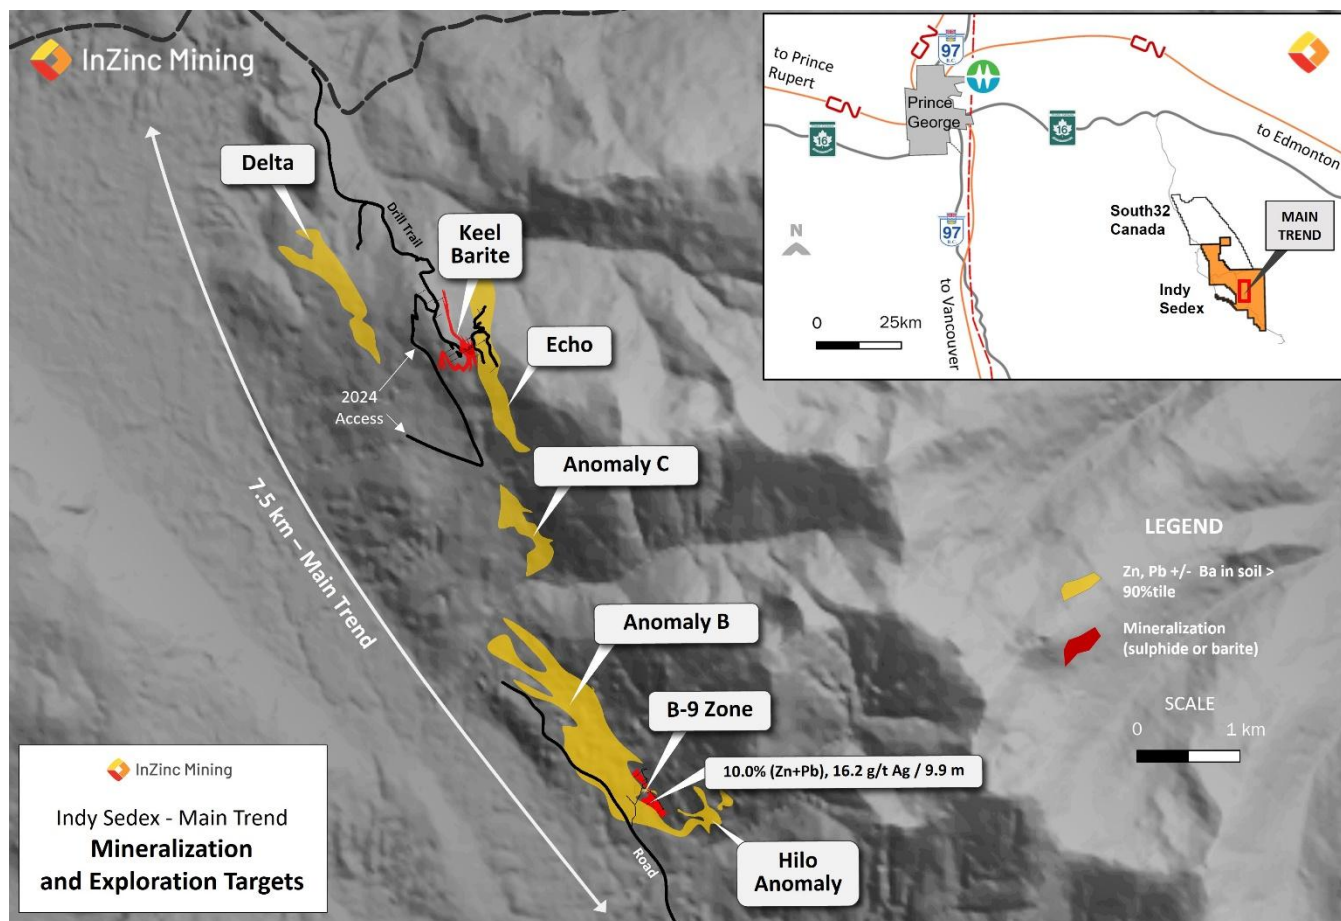 InZinc Mining
Delta
Drill Trail
Keel
Barite
Echo
2024
Access
Anomaly C
7.5 km – Main Trend
Anomaly B
B-9 Zone
10.0% (Zn+Pb), 16.2 g/t Ag / 9.9 m
Hilo
Anomaly
Road
InZinc Mining
Indy Sedex - Main Trend
Mineralization
and Exploration Targets
to Prince
Rupert
CN
97
B.C.
CN
Prince
George
16
CN
16
to Edmonton
N
97
B.C.
to Vancouver
South32
Canada
MAIN
TREND
Indy
Sedex
0 25km
LEGEND
Zn, Pb +/- Ba in soil >
90%tile
Mineralization
(sulphide or barite)
SCALE
0 1 km